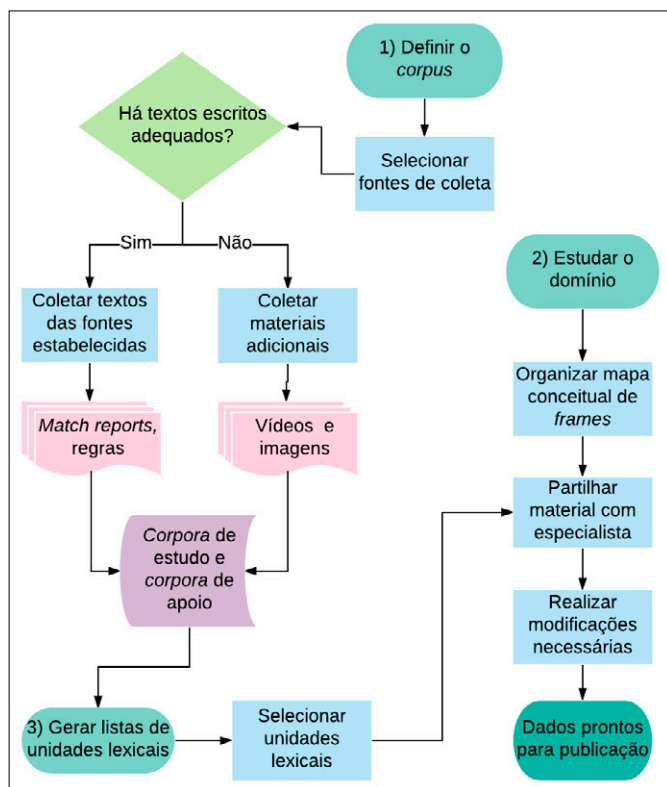 1) Definir o
corpus
Selecionar
fontes de coleta
Há textos escritos
adequados?
Sim
Não
Coletar textos
das fontes
estabelecidas
Coletar
materiais
adicionais
Match reports,
regras
Vídeos e
imagens
Corpora de
estudo e
corpora de
apoio
3) Gerar listas de
unidades lexicais
Selecionar
unidades
lexicais
2) Estudar o
domínio
Organizar mapa
conceitual de
frames
Partilhar
material com
especialista
Realizar
modificações
necessárias
Dados prontos
para publicação